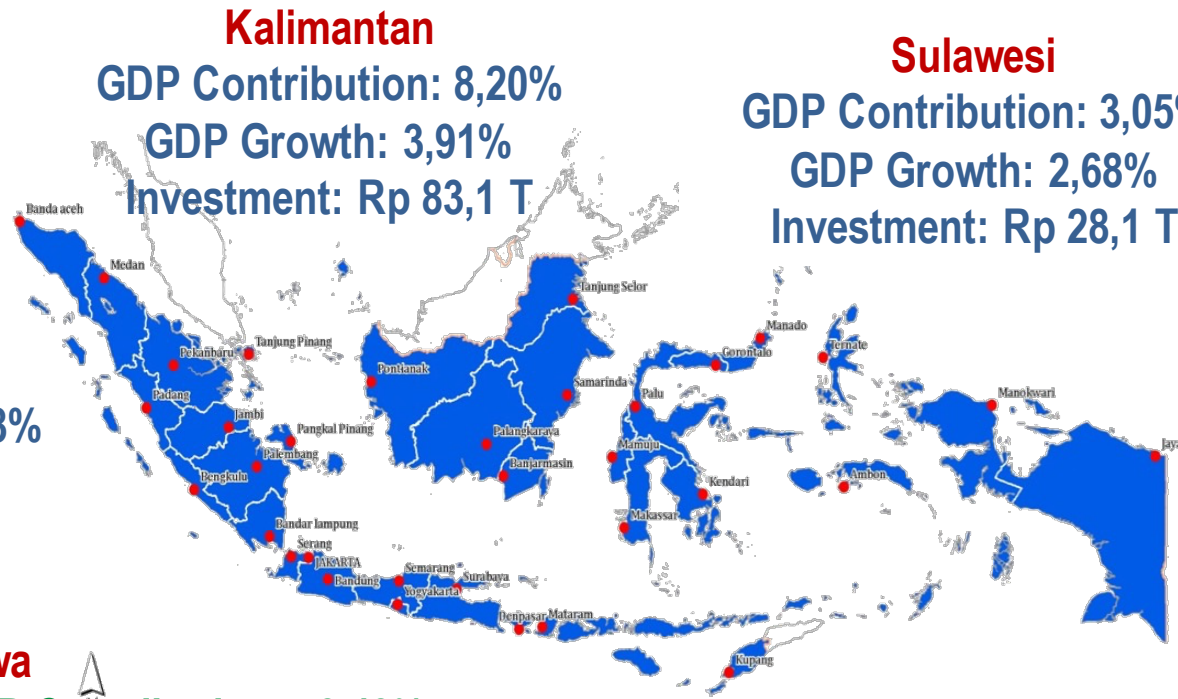 Kalimantan
GDP Contribution: 8,20%
GDP Growth: 3,91%
Investment: Rp 83,1 T
Sulawesi
GDP Contribution: 3,05%
GDP Growth: 2,68%
Investment: Rp 28,1 T
Banda aceh
Medan
Tanjung Selor
Manado
Tanjung Pinang
Pekanbaru
Gorontalo
Ternate
Pontianak
Samarinda
Palu
Manokwari
Padang
8%
Jambi
Pangkal Pinang
Palangkaraya
Mamuju
Jaya
Palembang
Banjarmasin
Bengkulu
Kendari
Ambon
Makassar
Bandar lampung
Serang
JAKARTA
Bandung
Semarang
Surabaya
Yogyakarta
Denpasar
Mataram
Kupang
wa